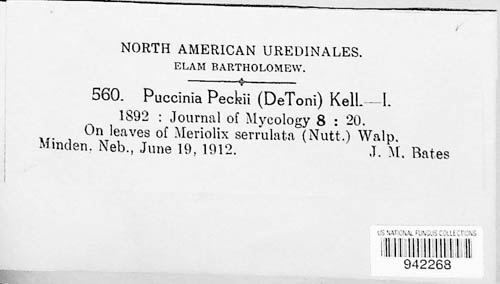 NORTH AMERICAN UREDINALES.
ELAM BARTHOLOMEW.
560. Puccinia Peckii (DeToni) Kell.—I.
1892 : Journal of Mycology 8 : 20.
On leaves of Meriolix serrulata (Nutt.) Walp.
Minden, Neb., June 19, 1912. J. M. Bates
US NATIONAL FUNGUS COLLECTIONS
942268